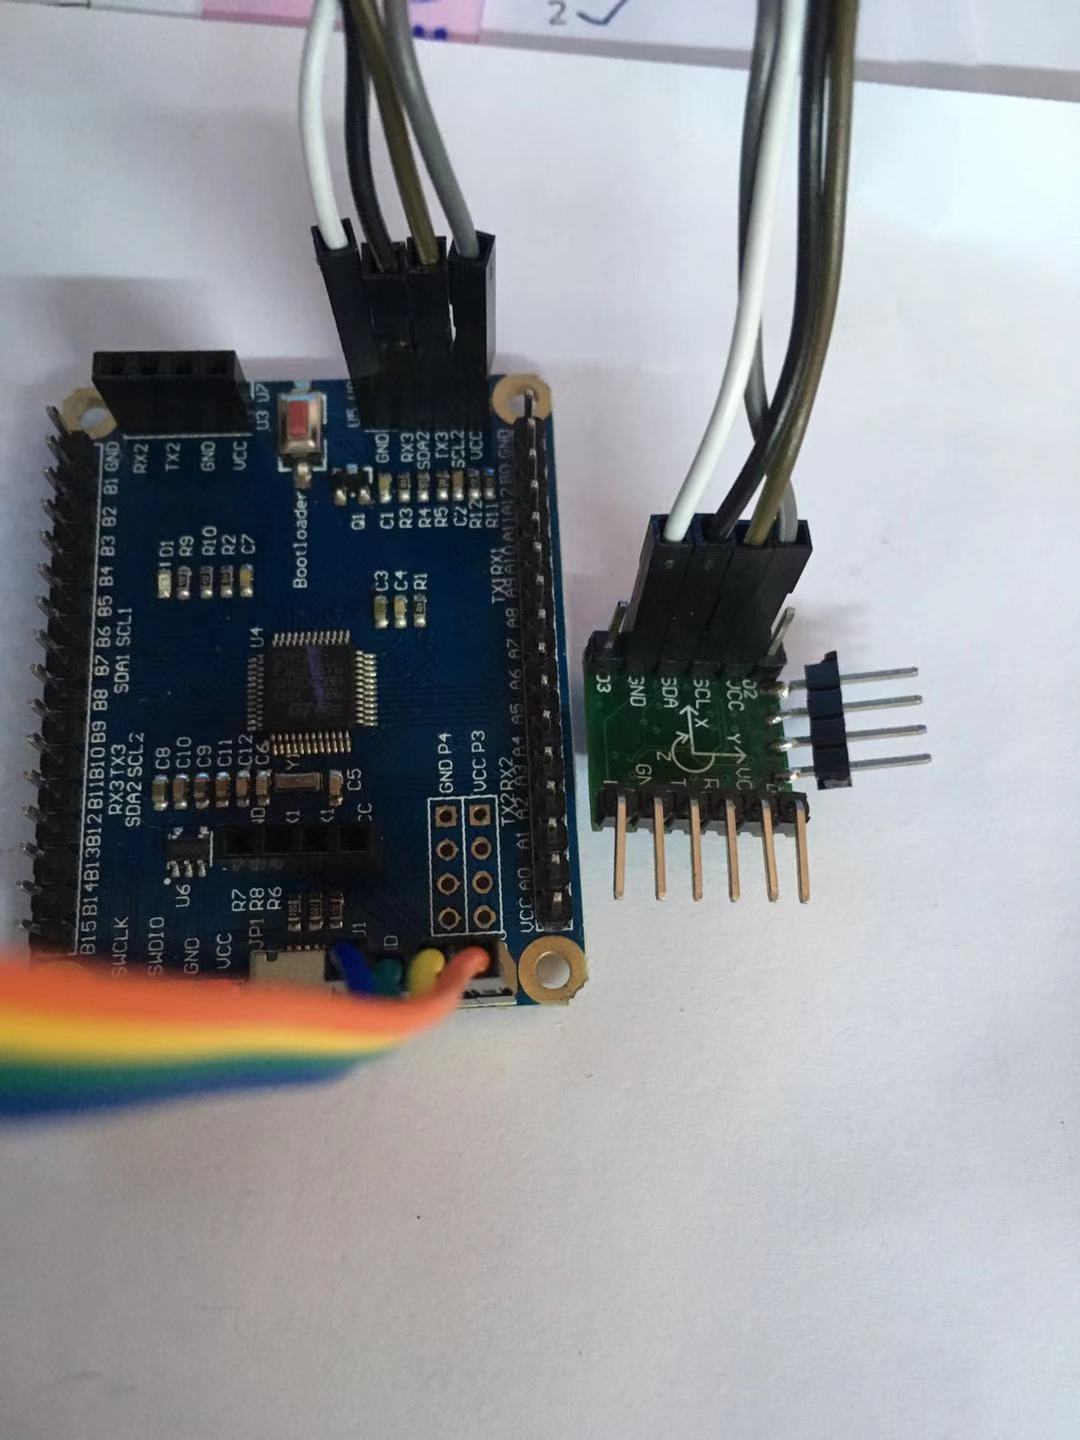 2
GND
RX2
TX2
GND
VCC
U3 U7
Bootloader
Q1
GND
RX3
SDA2
TX3
SCL2
VCC
C1
R3
R4
R5
C2
R12
R11
GND
B0
A12
A11
A10
A9
A8
A7
A6
A5
A4
A3
A2
A1
A0
VCC
TX1 RX1
TX2 RX2
B1
B2
B3
B4
B5
B6
B7
B8
B9
B10
B11
B12
B13
B14
B15
SDA1 SCL1
RX3 TX3
SDA2 SCL2
D1
R9
R10
R2
C7
C3
C4
R1
U4
C8
C10
C9
C11
C12
C6
C5
GND P4
VCC P3
U6
R7
R8
R6
JP1
J1
SWCLK
SWDIO
GND
VCC
GND
SDA
SCL
VCC
D2
D3
X
Y
Z